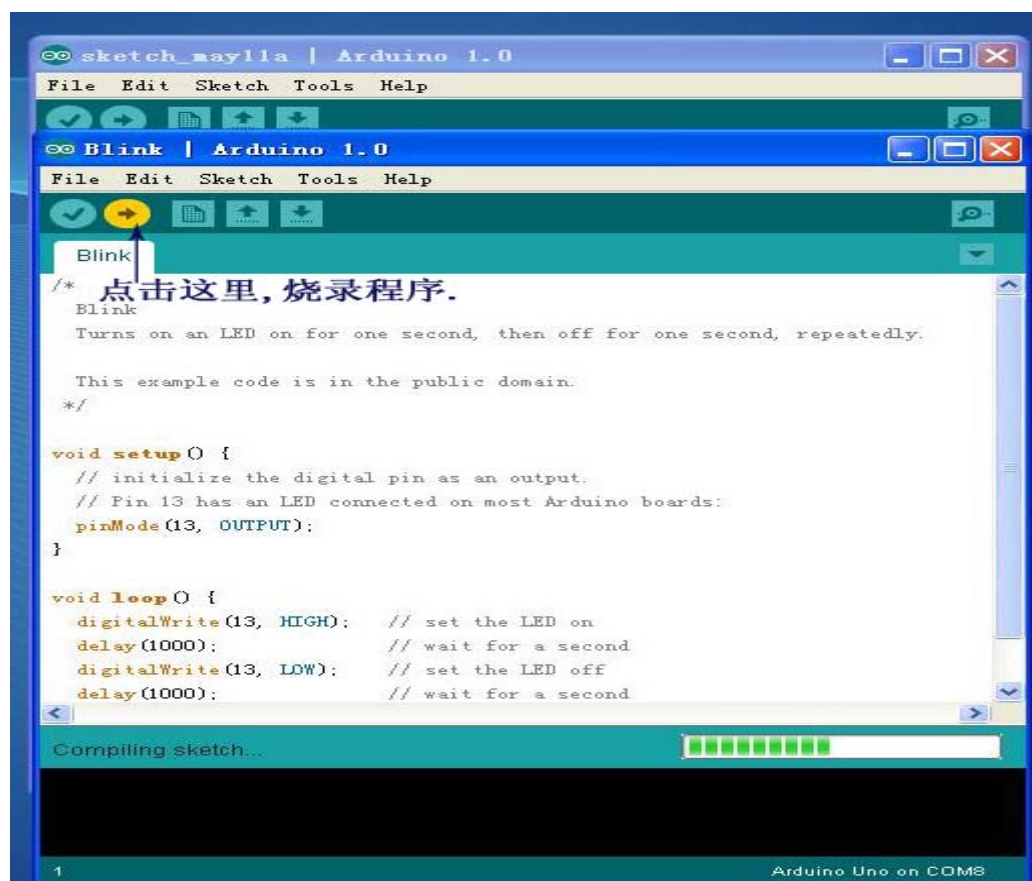 sketch_may11a | Arduino 1.0
File Edit Sketch Tools Help
Blink | Arduino 1.0
File Edit Sketch Tools Help
Blink
点击这里,烧录程序.
/*
Blink
Turns on an LED on for one second, then off for one second, repeatedly.
This example code is in the public domain.
*/
void setup() {
// initialize the digital pin as an output.
// Pin 13 has an LED connected on most Arduino boards:
pinMode(13, OUTPUT);
}
void loop() {
digitalWrite(13, HIGH); // set the LED on
delay(1000); // wait for a second
digitalWrite(13, LOW); // set the LED off
delay(1000); // wait for a second
Compiling sketch...
1 Arduino Uno on COM8